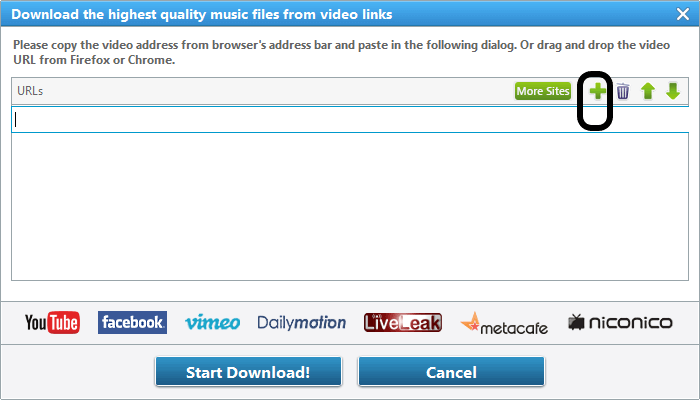 Download the highest quality music files from video links
Please copy the video address from browser's address bar and paste in the following dialog. Or drag and drop the video
URL from Firefox or Chrome.
URLs More Sites
YouTube facebook. vimeo Dailymotion LiveLeak metacafe niconico
Start Download! Cancel